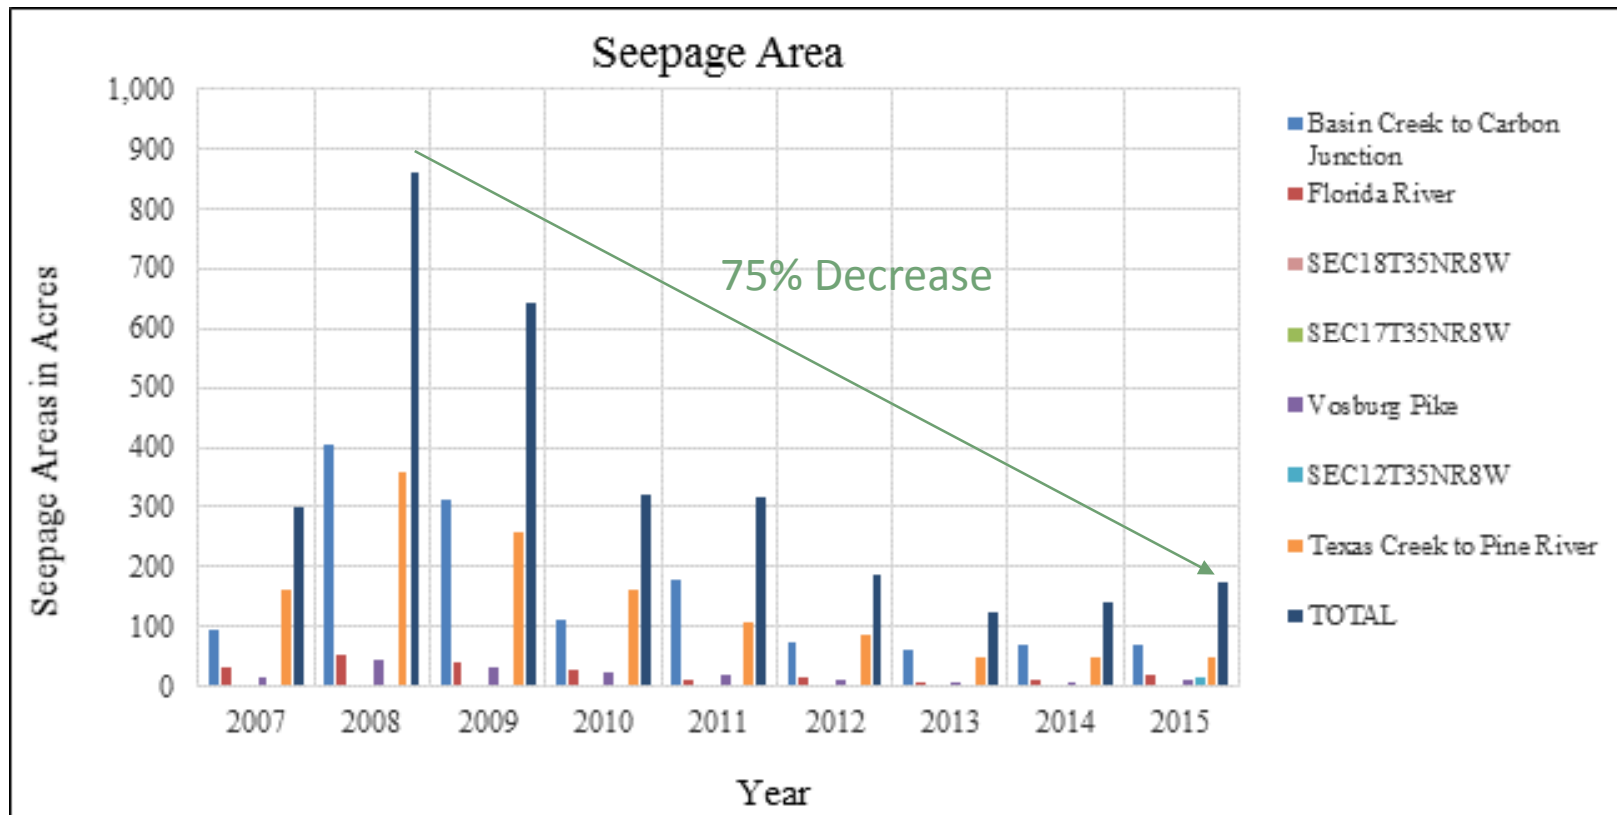 Seepage Area
1,000
900
800
700
600
500
400
300
200
100
0
Seepage Areas in Acres
75% Decrease
2007 2008 2009 2010 2011 2012 2013 2014 2015
Year
Basin Creek to Carbon
Junction
Florida River
SEC18T35NR8W
SEC17T35NR8W
Vosburg Pike
SEC12T35NR8W
Texas Creek to Pine River
TOTAL